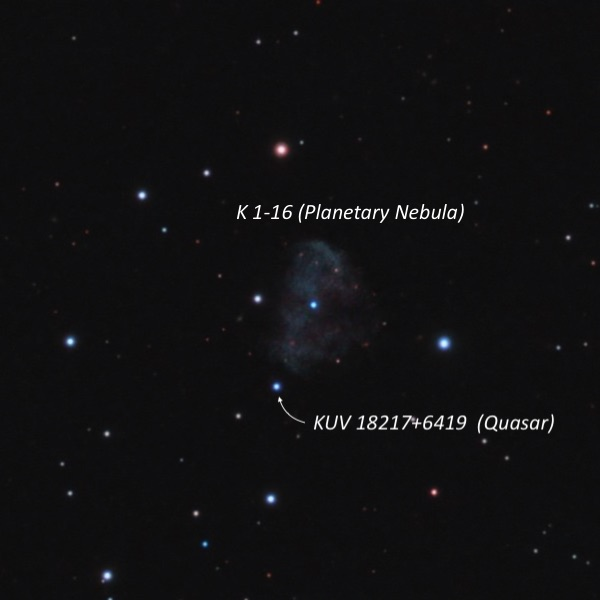 K 1-16 (Planetary Nebula)
KUV 18217+6419 (Quasar)